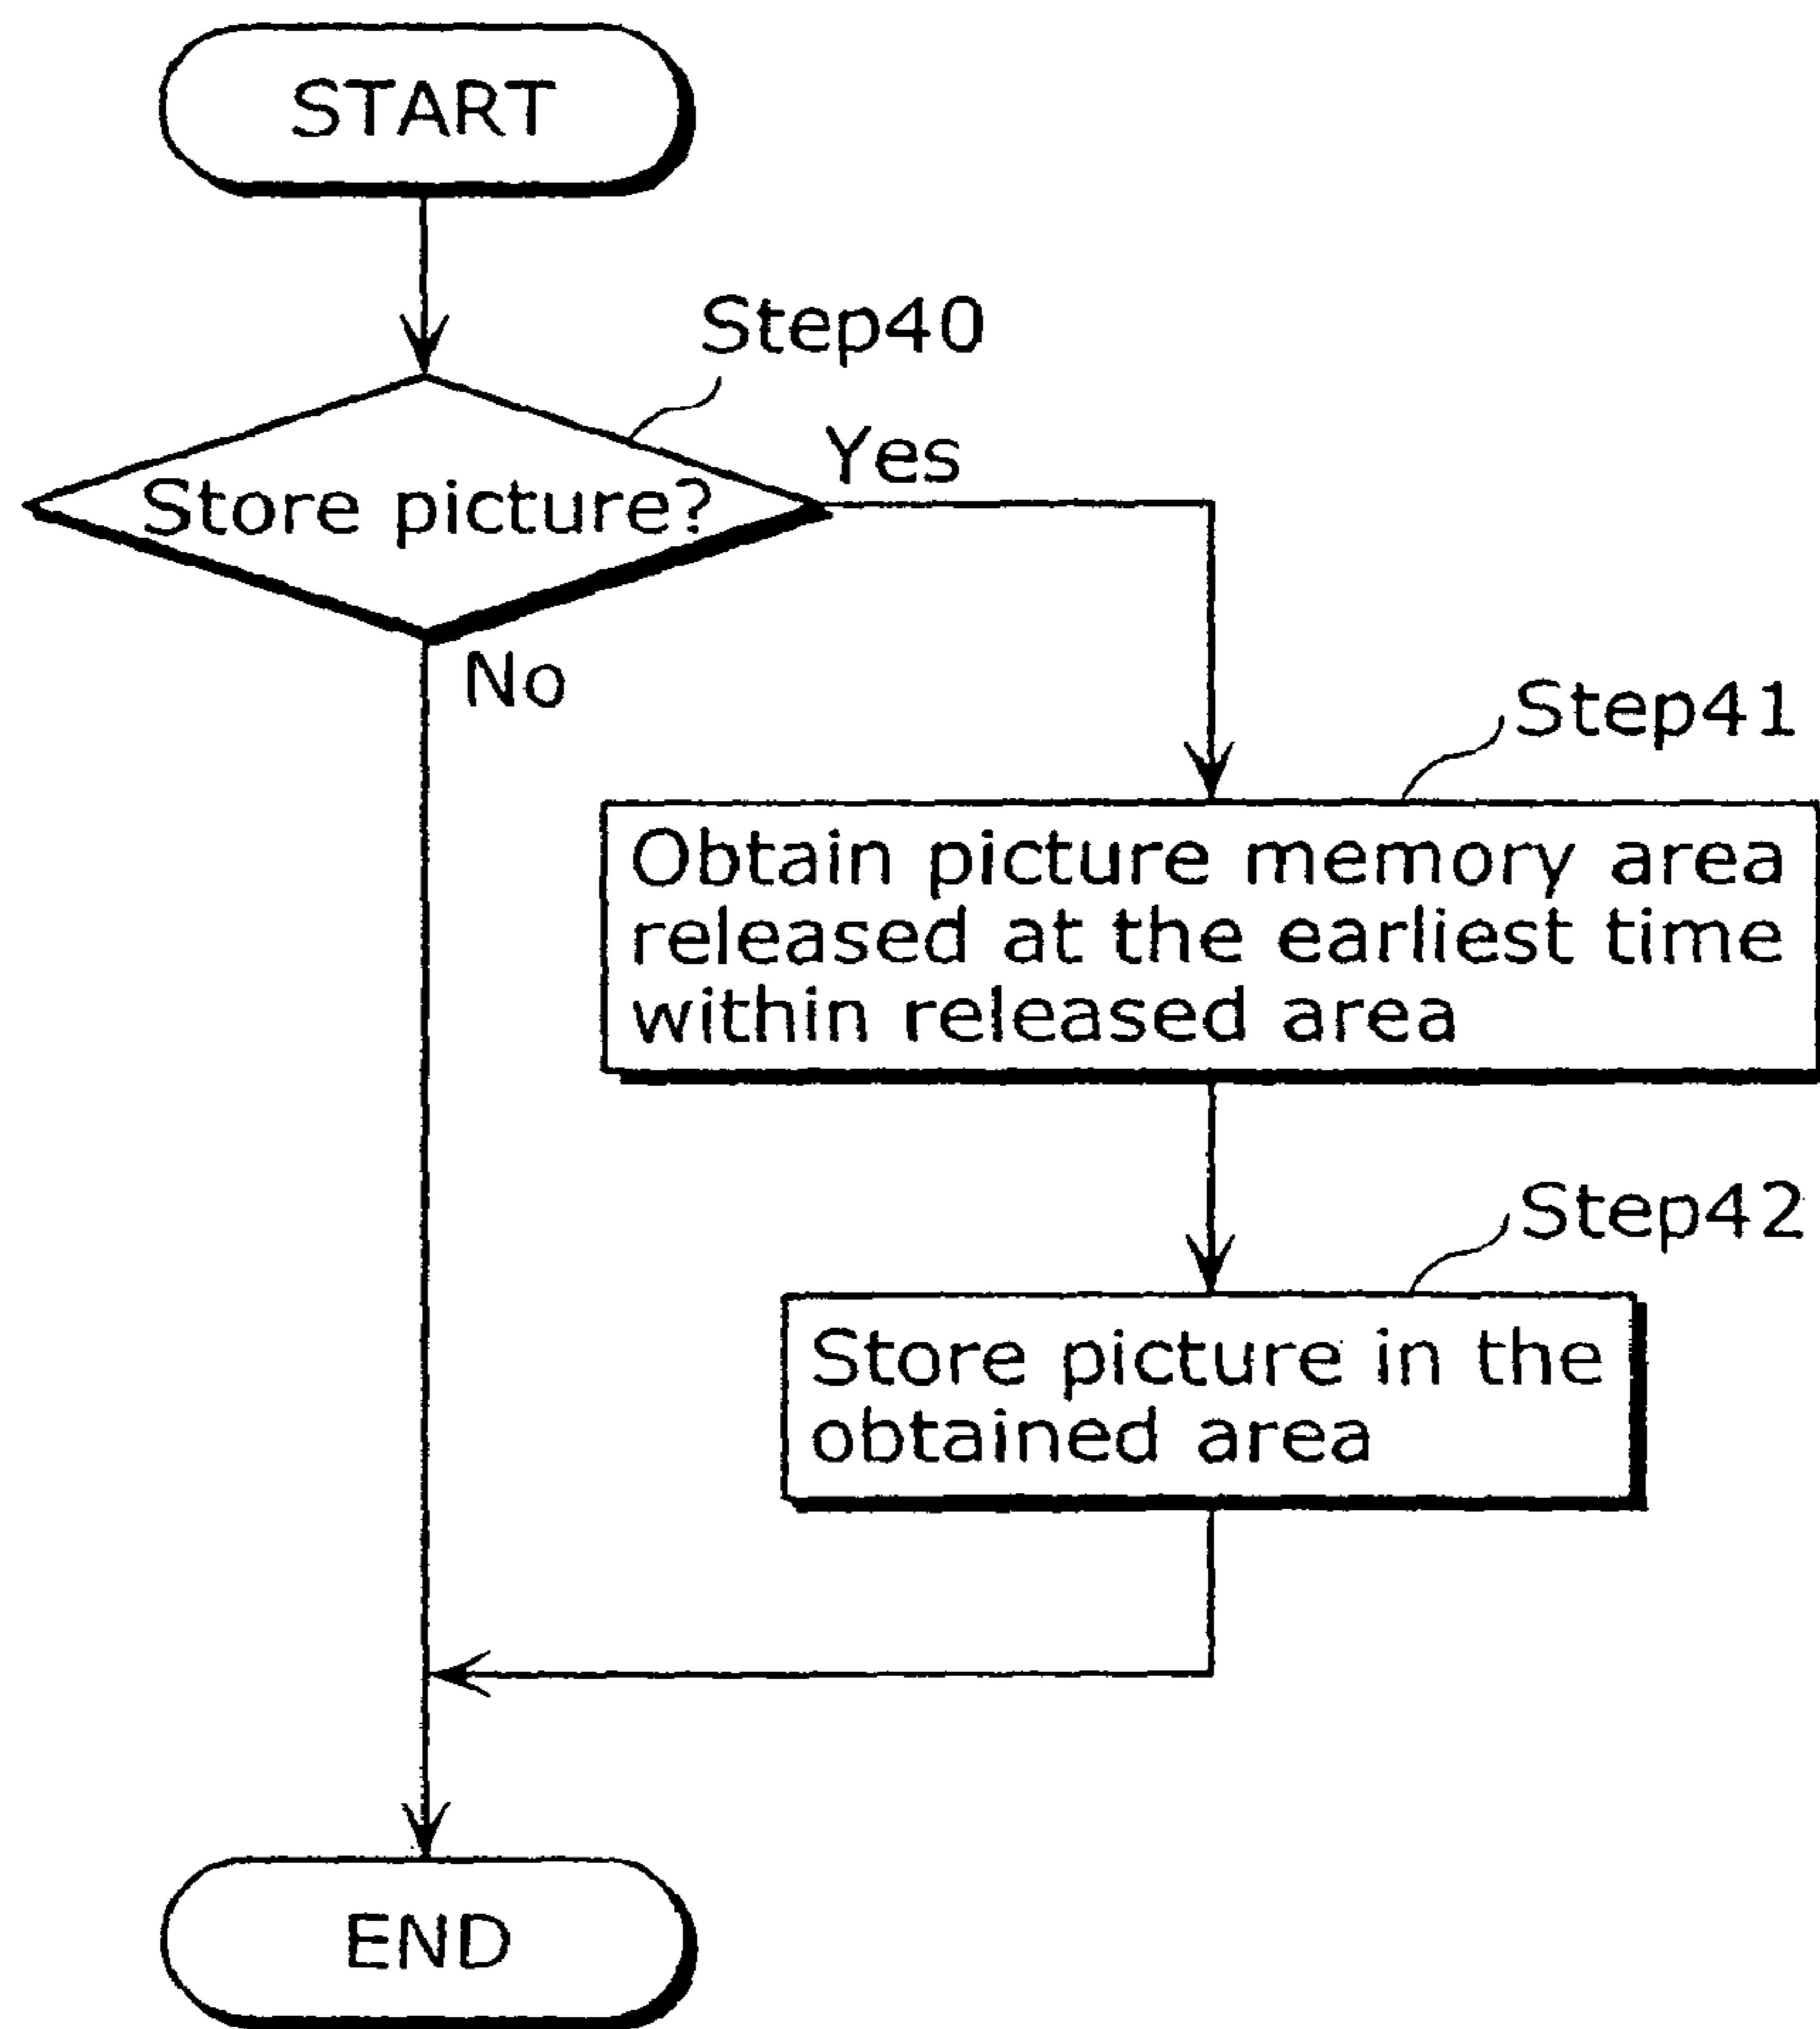 START
Step40
Yes
Store picture?
No
Step41
Obtain picture memory area
released at the earliest time
within released area
Step42
Store picture in the
obtained area
END